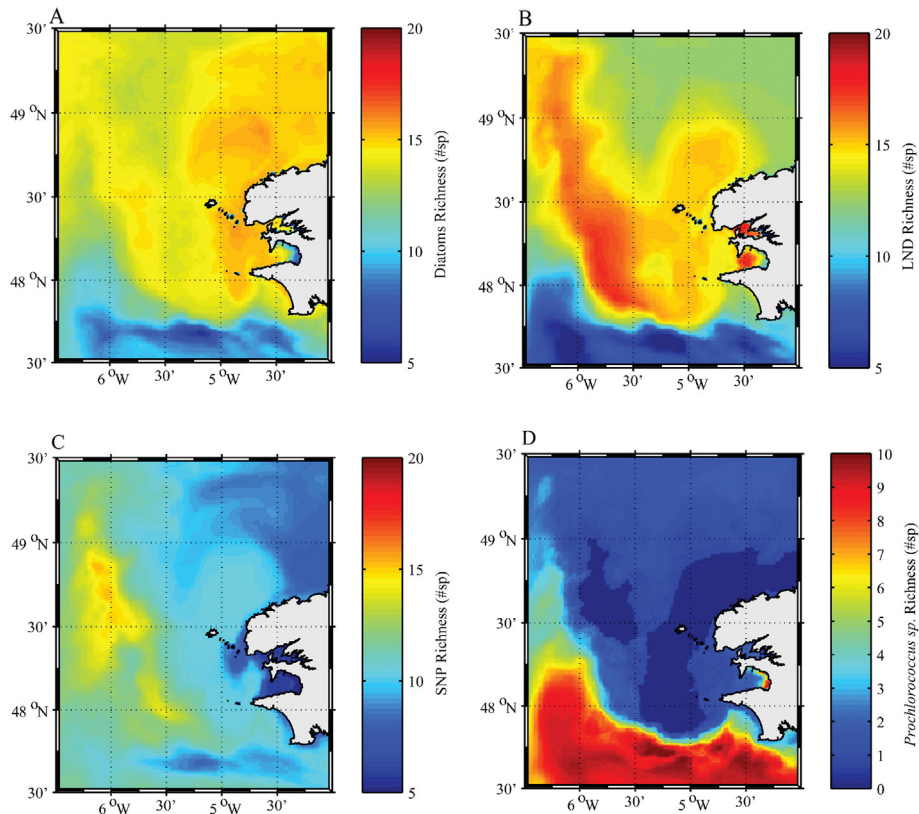 A
30'
49 °N
30'
48 °N
30'
6 °W
30'
5 °W
30'
20
15
10
5
Diatoms Richness (#sp)
B
30'
49 °N
30'
48 °N
30'
6 °W
30'
5 °W
30'
20
15
10
5
LND Richness (#sp)
C
30'
49 °N
30'
48 °N
30'
6 °W
30'
5 °W
30'
20
15
10
5
SNP Richness (#sp)
D
30'
49 °N
30'
48 °N
30'
6 °W
30'
5 °W
30'
10
9
8
7
6
5
4
3
2
1
0
Prochlorococcus sp. Richness (#sp)